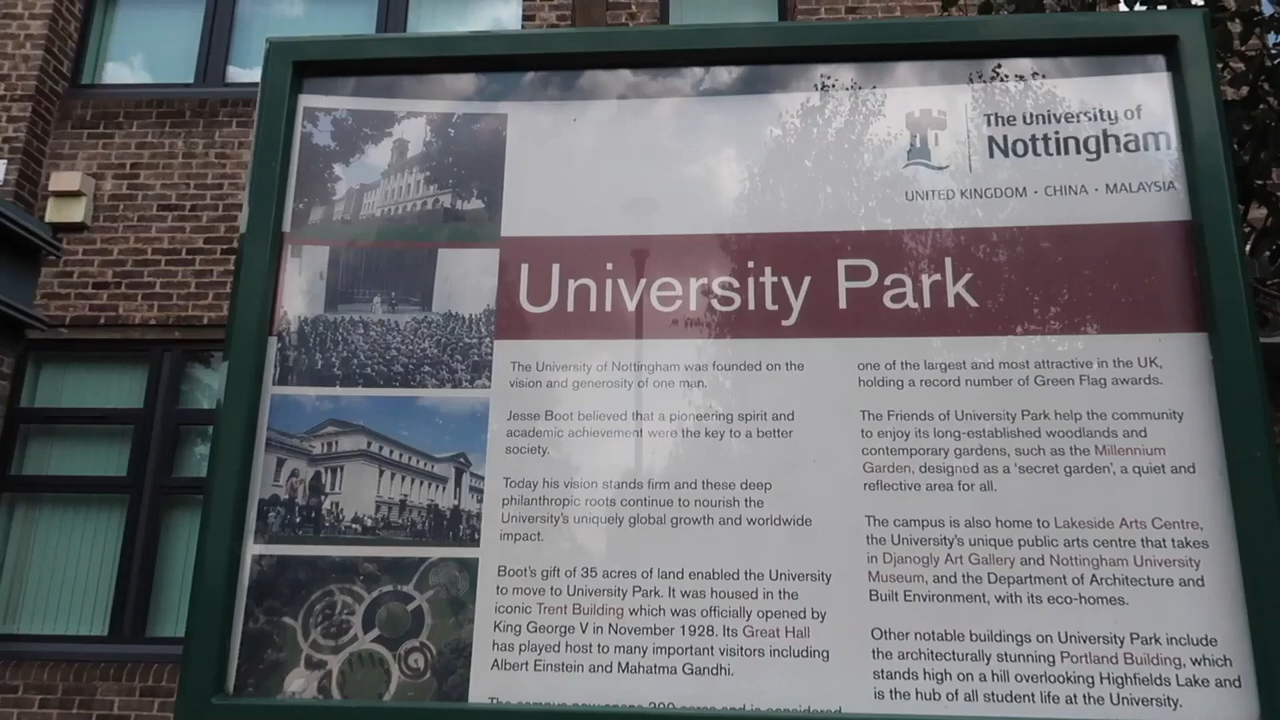 The University of
Nottingham
UNITED KINGDOM · CHINA · MALAYSIA
University Park
The University of Nottingham was founded on the
vision and generosity of one man.
Jesse Boot believed that a pioneering spirit and
academic achievement were the key to a better
society.
Today his vision stands firm and these deep
philanthropic roots continue to nourish the
University's uniquely global growth and worldwide
impact.
Boot's gift of 35 acres of land enabled the University
to move to University Park. It was housed in the
iconic Trent Building which was officially opened by
King George V in November 1928. Its Great Hall
has played host to many important visitors including
Albert Einstein and Mahatma Gandhi.
The campus now spans 300 acres and is considered
one of the largest and most attractive in the UK,
holding a record number of Green Flag awards.
The Friends of University Park help the community
to enjoy its long-established woodlands and
contemporary gardens, such as the Millennium
Garden, designed as a 'secret garden', a quiet and
reflective area for all.
The campus is also home to Lakeside Arts Centre,
the University's unique public arts centre that takes
in Djanogly Art Gallery and Nottingham University
Museum, and the Department of Architecture and
Built Environment, with its eco-homes.
Other notable buildings on University Park include
the architecturally stunning Portland Building, which
stands high on a hill overlooking Highfields Lake and
is the hub of all student life at the University.